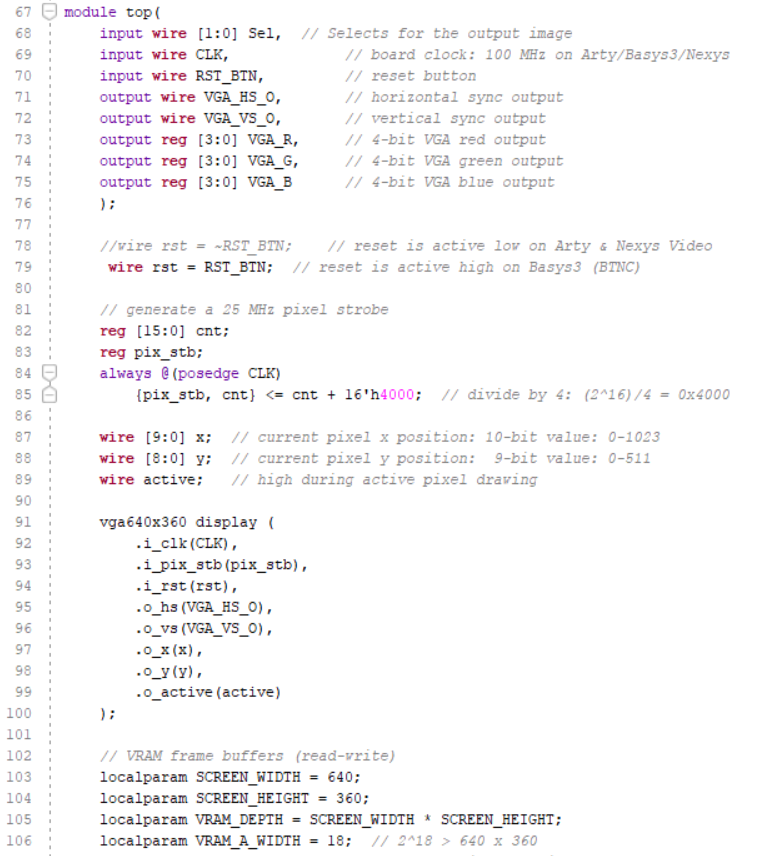 67 module top(
68 input wire [1:0] Sel, // Selects for the output image
69 input wire CLK, // board clock: 100 MHz on Arty/Basys3/Nexys
70 input wire RST_BTN, // reset button
71 output wire VGA_HS_O, // horizontal sync output
72 output wire VGA_VS_O, // vertical sync output
73 output reg [3:0] VGA_R, // 4-bit VGA red output
74 output reg [3:0] VGA_G, // 4-bit VGA green output
75 output reg [3:0] VGA_B // 4-bit VGA blue output
76 );
77
78 //wire rst = ~RST_BTN; // reset is active low on Arty & Nexys Video
79 wire rst = RST_BTN; // reset is active high on Basys3 (BTNC)
80
81 // generate a 25 MHz pixel strobe
82 reg [15:0] cnt;
83 reg pix_stb;
84 always @(posedge CLK)
85 {pix_stb, cnt} <= cnt + 16'h4000; // divide by 4: (2^16)/4 = 0x4000
86
87 wire [9:0] x; // current pixel x position: 10-bit value: 0-1023
88 wire [8:0] y; // current pixel y position: 9-bit value: 0-511
89 wire active; // high during active pixel drawing
90
91 vga640x360 display (
92 .i_clk(CLK),
93 .i_pix_stb(pix_stb),
94 .i_rst(rst),
95 .o_hs(VGA_HS_O),
96 .o_vs(VGA_VS_O),
97 .o_x(x),
98 .o_y(y),
99 .o_active(active)
100 );
101
102 // VRAM frame buffers (read-write)
103 localparam SCREEN_WIDTH = 640;
104 localparam SCREEN_HEIGHT = 360;
105 localparam VRAM_DEPTH = SCREEN_WIDTH * SCREEN_HEIGHT;
106 localparam VRAM_A_WIDTH = 18; // 2^18 > 640 x 360